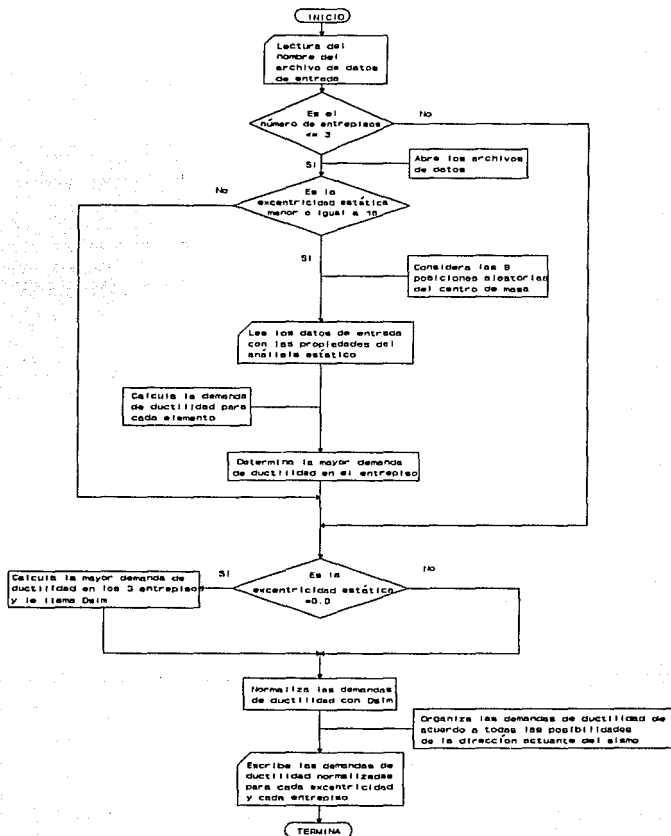 INICIO
Lectura del
nombre del
archivo de datos
de entrada
Es el
número de entrepisos
<= 3
No
SI
Abre los archivos
de datos
No
Es la
excentricidad estática
menor o igual a 10
SI
Considera las
posiciones aleatorias
del centro de masa
Lee los datos de entrada
con las propiedades del
análisis estático
Calcula la demanda
de ductilidad para
cada elemento
Determina la mayor demanda
de ductilidad en el entrepiso
Calcula la mayor demanda de
ductilidad en los 3 entrepisos
y le llama Dsim
SI
Es la
excentricidad estática
=0.0
No
Normaliza las demandas
de ductilidad con Dsim
Organiza las demandas de ductilidad de
acuerdo a todas las posibilidades
de la dirección actuante del sismo
Escribe las demandas de
ductilidad normalizadas
para cada excentricidad
y cada entrepiso
TERMINA